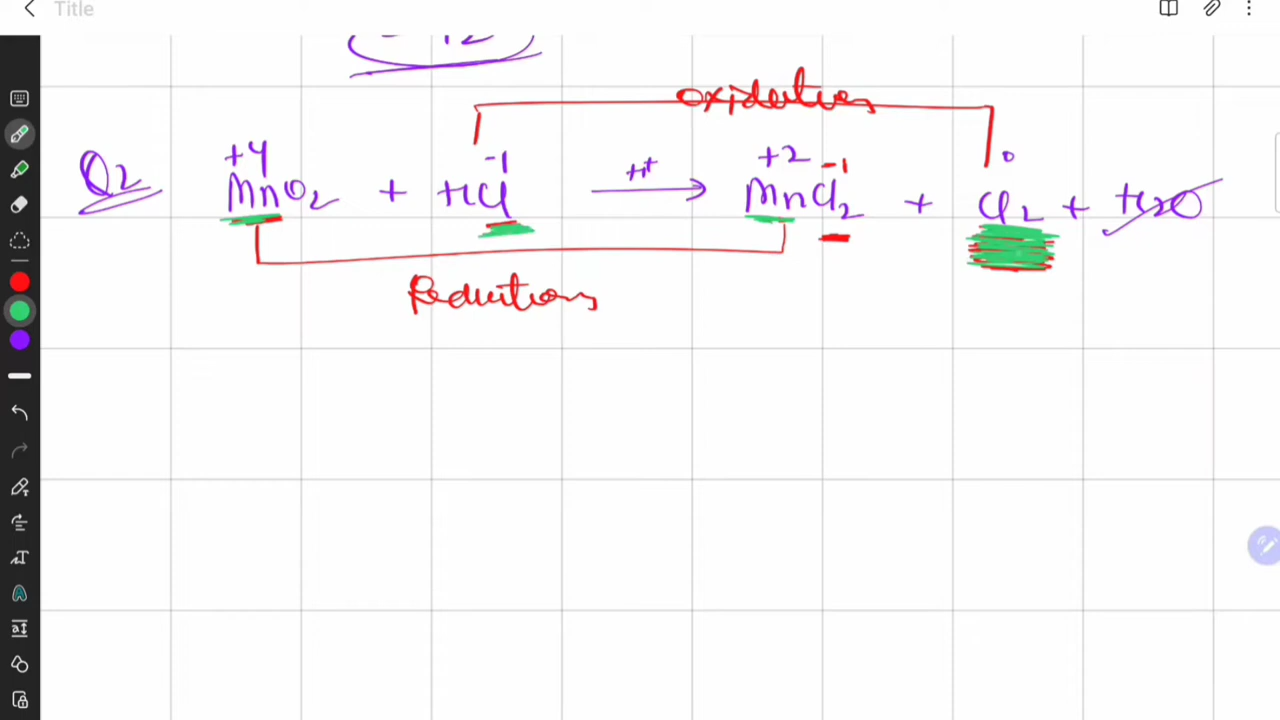 Title
oxidation
+4 -1 H+ +2 -1 0
Q2 MnO2 + HCl → MnCl2 + Cl2 + H2O
Reduction